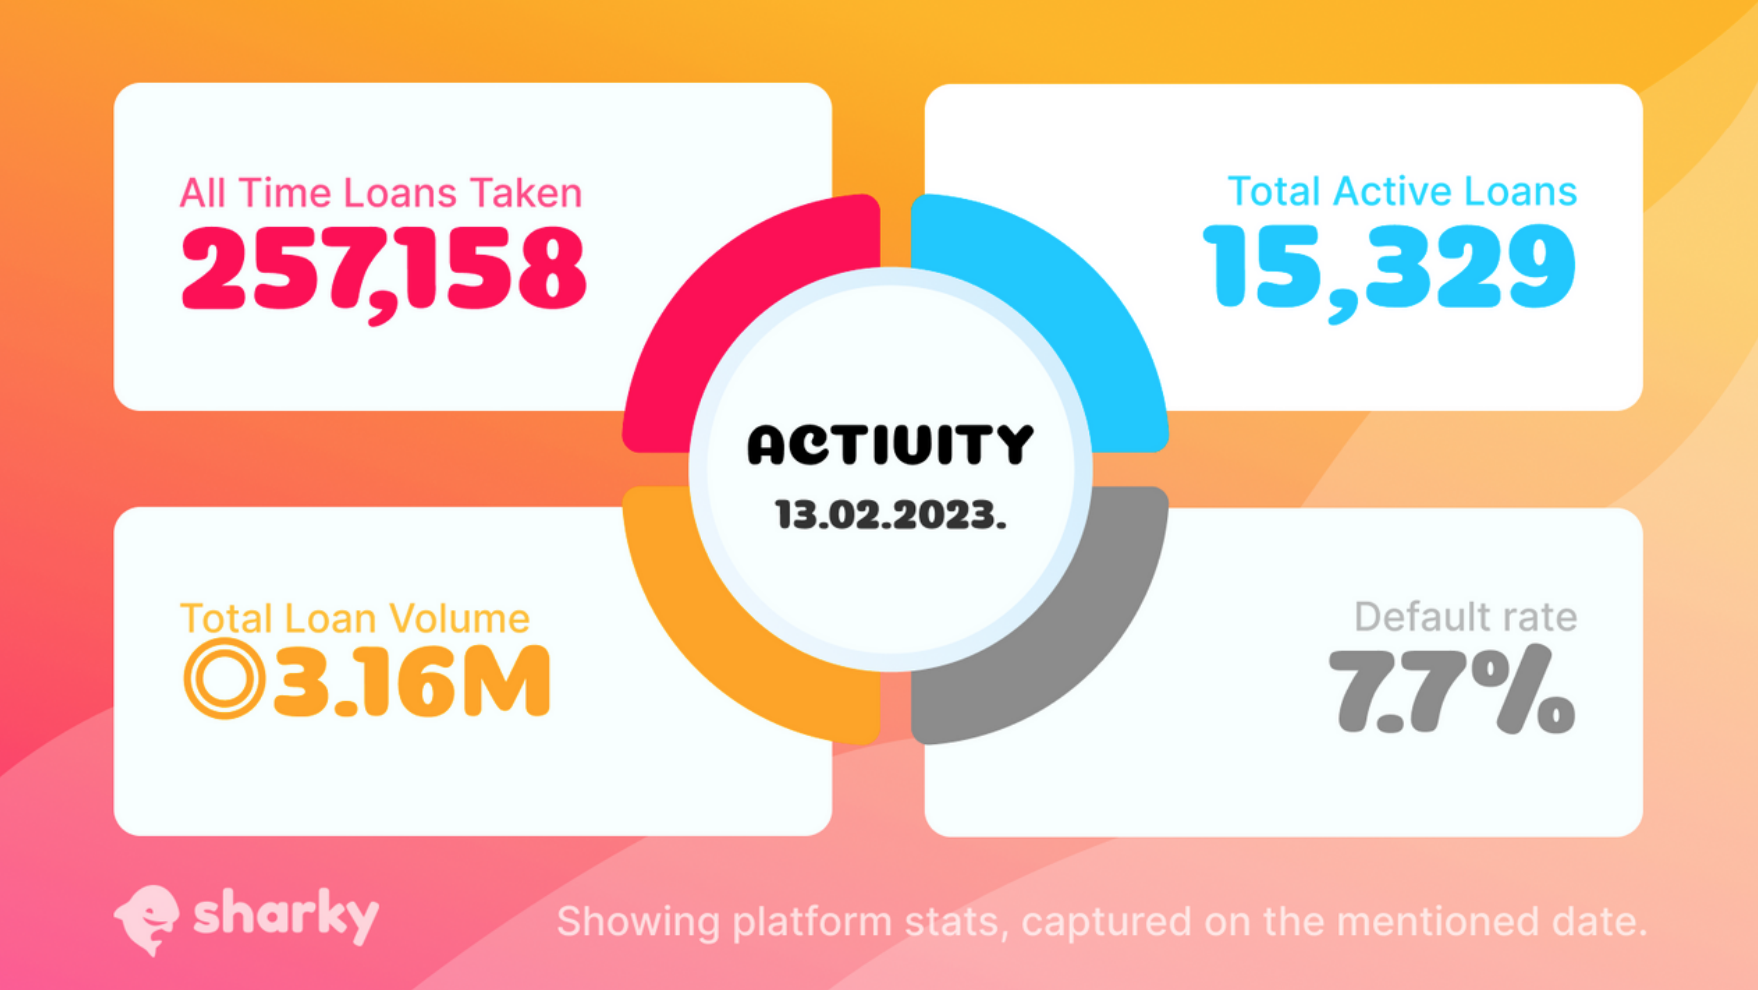 All Time Loans Taken
257,158
Total Active Loans
15,329
ACTIVITY
13.02.2023.
Total Loan Volume
3.16M
Default rate
7.7%
sharky
Showing platform stats, captured on the mentioned date.